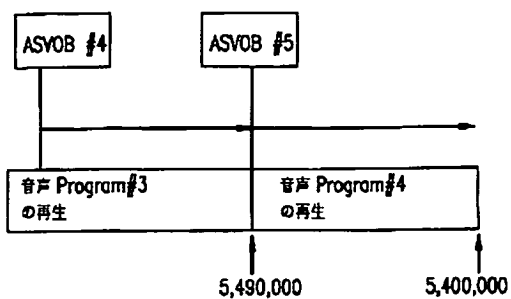 ASVOB #4
ASVOB #5
音声 Program#3
の再生
音声 Program#4
の再生
5,490,000
5,400,000